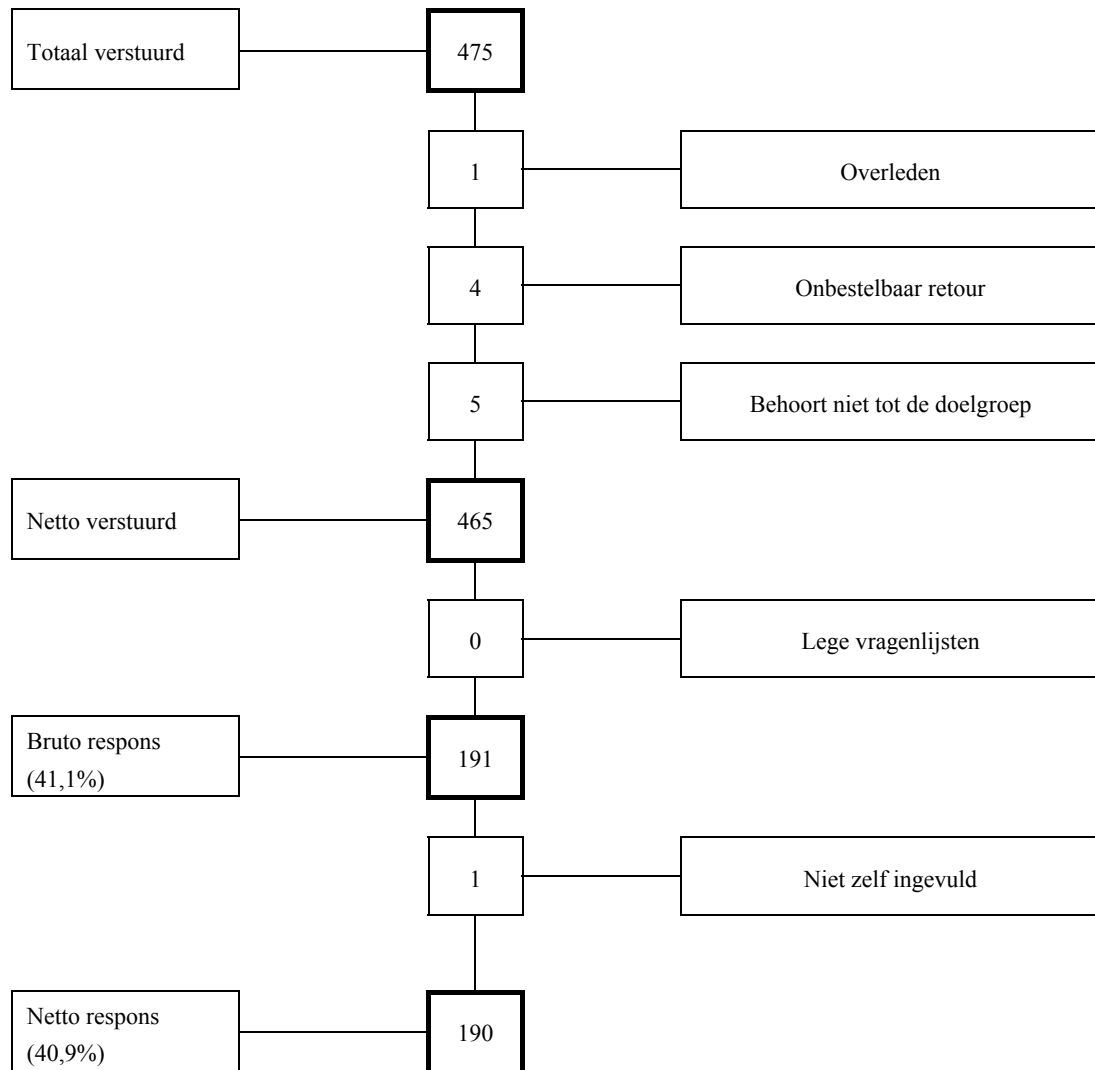 Totaal verstuurd
475
1
Overleden
4
Onbestelbaar retour
5
Behoort niet tot de doelgroep
Netto verstuurd
465
0
Lege vragenlijsten
Bruto respons
(41,1%)
191
1
Niet zelf ingevuld
Netto respons
(40,9%)
190